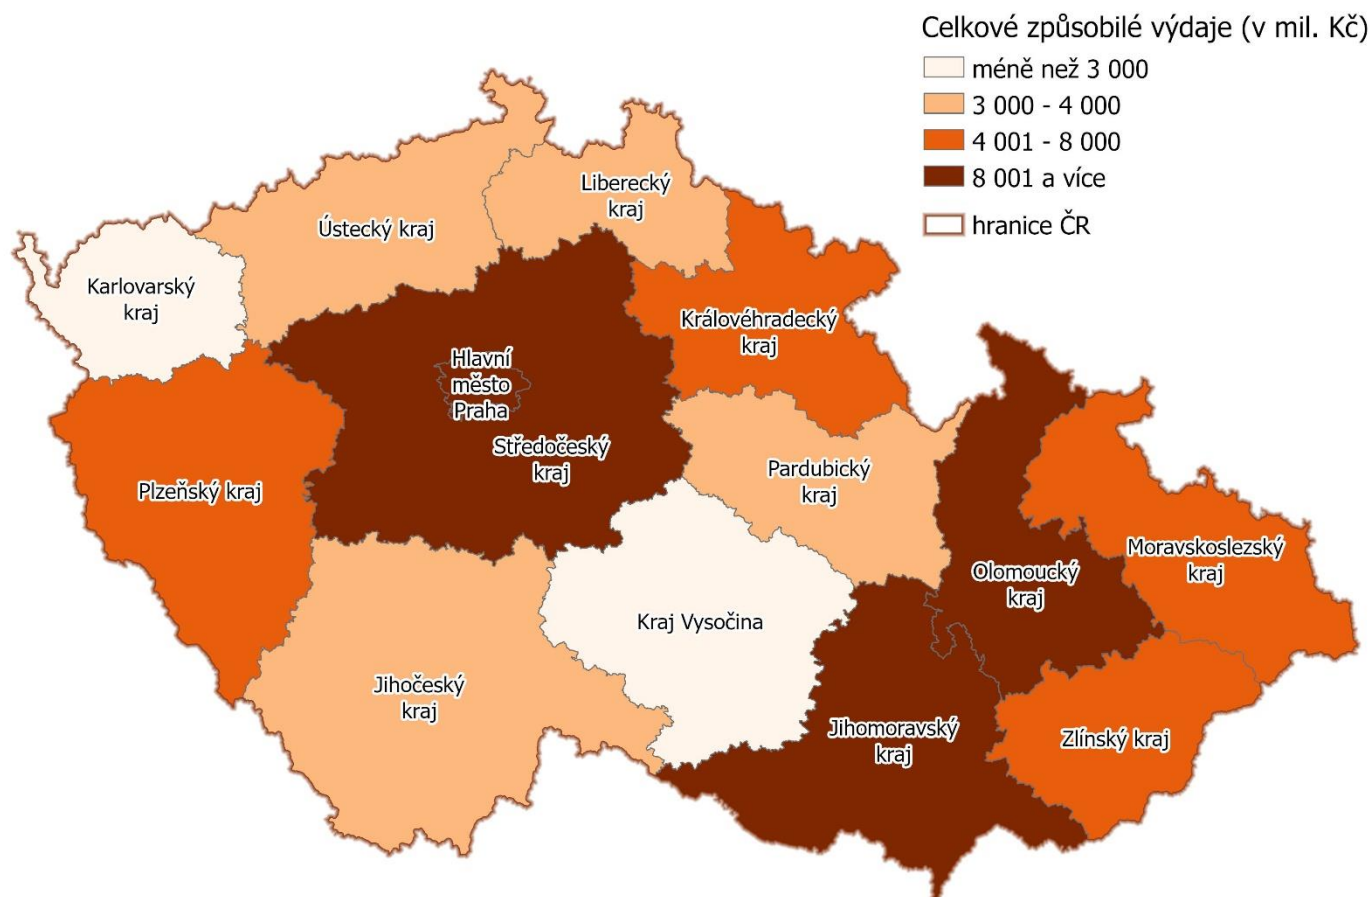 Celkové způsobilé výdaje (v mil. Kč)
méně než 3 000
3 000 - 4 000
4 001 - 8 000
8 001 a více
hranice ČR
Liberecký
kraj
Ústecký kraj
Karlovarský
kraj
Královéhradecký
kraj
Hlavní
město
Praha
Středočeský
kraj
Pardubický
kraj
Plzeňský kraj
Moravskoslezský
kraj
Olomoucký
kraj
Kraj Vysočina
Jihočeský
kraj
Jihomoravský
kraj
Zlínský kraj